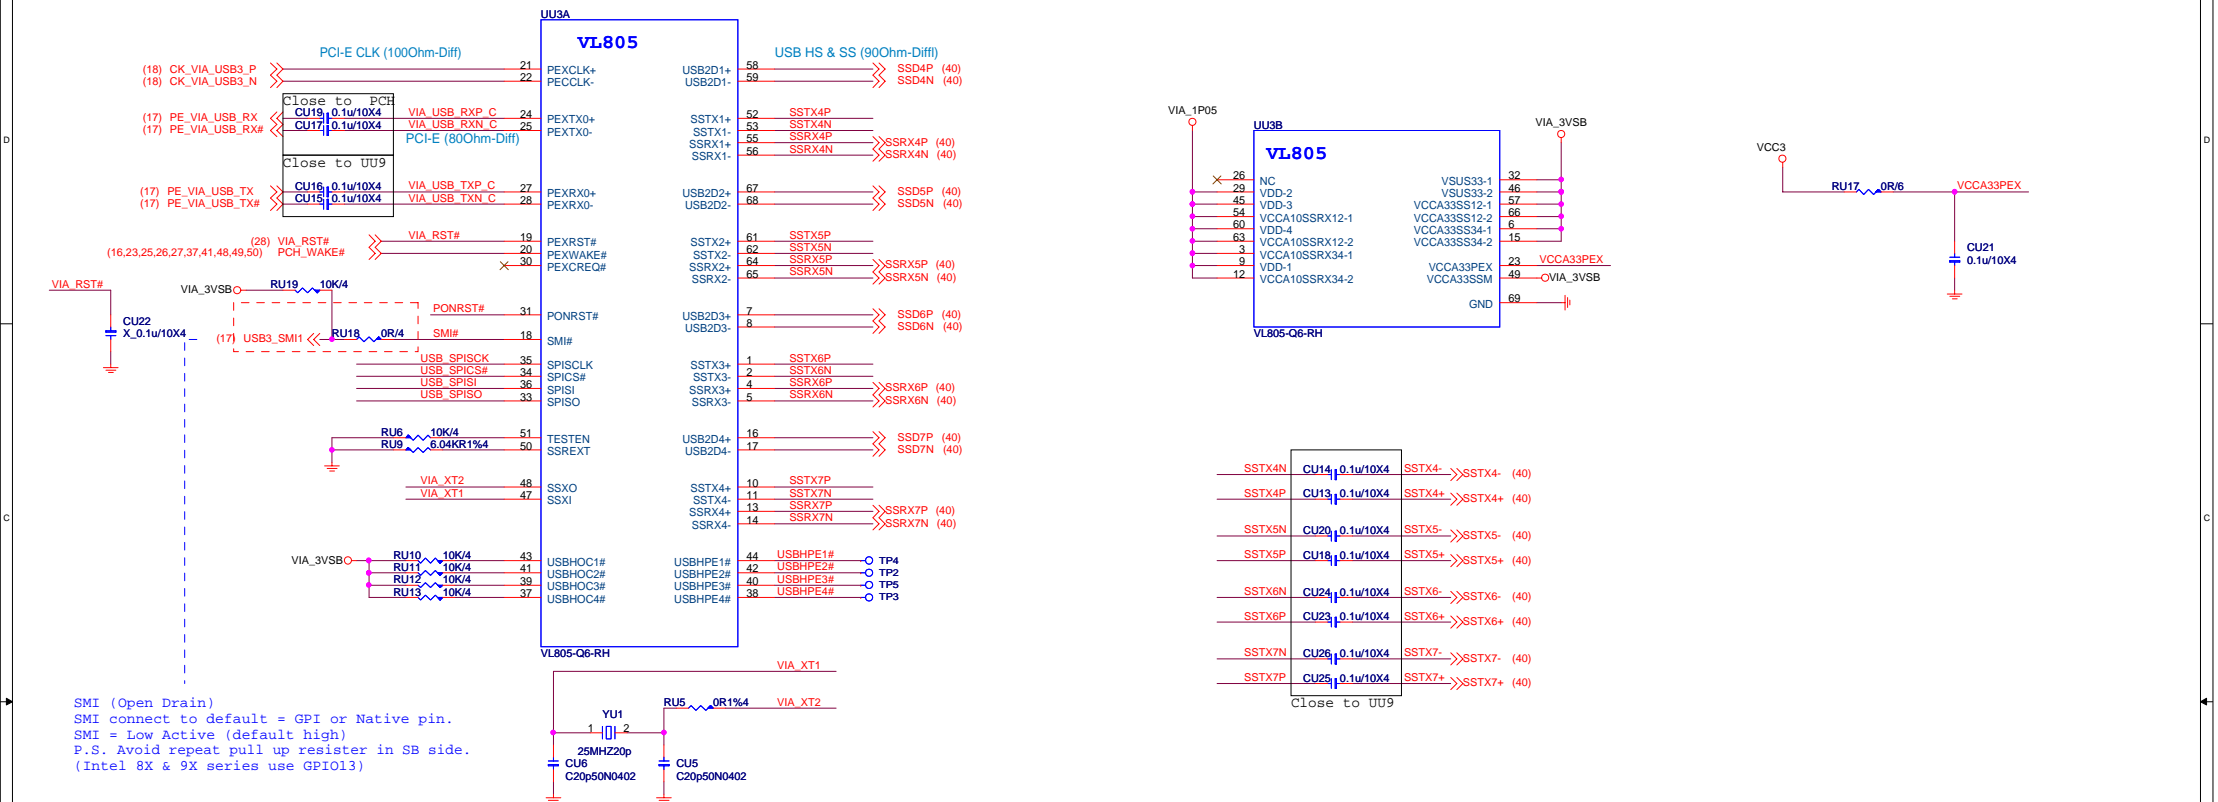 UU3A
VL805
PCI-E CLK (100Ohm-Diff)
USB HS & SS (90Ohm-Diffl)
(18) CK_VIA_USB3_P
21 PEXCLK+
(18) CK_VIA_USB3_N
22 PECCLK-
Close to PCH
(17) PE_VIA_USB_RX
CU19 0.1u/10X4
VIA_USB_RXP_C
24 PEXTX0+
(17) PE_VIA_USB_RX#
CU17 0.1u/10X4
VIA_USB_RXN_C
25 PEXTX0-
PCI-E (80Ohm-Diff)
Close to UU9
(17) PE_VIA_USB_TX
CU16 0.1u/10X4
VIA_USB_TXP_C
27 PEXRX0+
(17) PE_VIA_USB_TX#
CU15 0.1u/10X4
VIA_USB_TXN_C
28 PEXRX0-
(28) VIA_RST#
VIA_RST#
19 PEXRST#
(16,23,25,26,27,37,41,48,49,50) PCH_WAKE#
20 PEXWAKE#
30 PEXCREQ#
VIA_RST#
CU22
X_0.1u/10X4
VIA_3VSB
RU19 10K/4
PONRST#
31 PONRST#
(17) USB3_SMI1
RU18 0R/4
SMI#
18 SMI#
USB_SPISCK
35 SPISCLK
USB_SPICS#
34 SPICS#
USB_SPISI
36 SPISI
USB_SPISO
33 SPISO
RU6 10K/4
51 TESTEN
RU9 6.04KR1%4
50 SSREXT
VIA_XT2
48 SSXO
VIA_XT1
47 SSXI
VIA_3VSB
RU10 10K/4
43 USBHOC1#
RU11 10K/4
41 USBHOC2#
RU12 10K/4
39 USBHOC3#
RU13 10K/4
37 USBHOC4#
USB2D1+ 58 SSD4P (40)
USB2D1- 59 SSD4N (40)
SSTX1+ 52 SSTX4P
SSTX1- 53 SSTX4N
SSRX1+ 55 SSRX4P SSRX4P (40)
SSRX1- 56 SSRX4N SSRX4N (40)
USB2D2+ 67 SSD5P (40)
USB2D2- 68 SSD5N (40)
SSTX2+ 61 SSTX5P
SSTX2- 62 SSTX5N
SSRX2+ 64 SSRX5P SSRX5P (40)
SSRX2- 65 SSRX5N SSRX5N (40)
USB2D3+ 7 SSD6P (40)
USB2D3- 8 SSD6N (40)
SSTX3+ 1 SSTX6P
SSTX3- 2 SSTX6N
SSRX3+ 4 SSRX6P SSRX6P (40)
SSRX3- 5 SSRX6N SSRX6N (40)
USB2D4+ 16 SSD7P (40)
USB2D4- 17 SSD7N (40)
SSTX4+ 10 SSTX7P
SSTX4- 11 SSTX7N
SSRX4+ 13 SSRX7P SSRX7P (40)
SSRX4- 14 SSRX7N SSRX7N (40)
USBHPE1# 44 USBHPE1# TP4
USBHPE2# 42 USBHPE2# TP2
USBHPE3# 40 USBHPE3# TP5
USBHPE4# 38 USBHPE4# TP3
VL805-Q6-RH
VIA_XT1
RU5 0R1%4
VIA_XT2
YU1
1 2
25MHZ20p
CU6
C20p50N0402
CU5
C20p50N0402
SMI (Open Drain)
SMI connect to default = GPI or Native pin.
SMI = Low Active (default high)
P.S. Avoid repeat pull up resister in SB side.
(Intel 8X & 9X series use GPIO13)
VIA_1P05
UU3B
VL805
VIA_3VSB
26 NC
29 VDD-2
45 VDD-3
54 VCCA10SSRX12-1
60 VDD-4
63 VCCA10SSRX12-2
3 VCCA10SSRX34-1
9 VDD-1
12 VCCA10SSRX34-2
VSUS33-1 32
VSUS33-2 46
VCCA33SS12-1 57
VCCA33SS12-2 66
VCCA33SS34-1 6
VCCA33SS34-2 15
VCCA33PEX 23 VCCA33PEX
VCCA33SSM 49 VIA_3VSB
GND 69
VL805-Q6-RH
VCC3
RU17 0R/6
VCCA33PEX
CU21
0.1u/10X4
SSTX4N CU14 0.1u/10X4 SSTX4- SSTX4- (40)
SSTX4P CU13 0.1u/10X4 SSTX4+ SSTX4+ (40)
SSTX5N CU20 0.1u/10X4 SSTX5- SSTX5- (40)
SSTX5P CU18 0.1u/10X4 SSTX5+ SSTX5+ (40)
SSTX6N CU24 0.1u/10X4 SSTX6- SSTX6- (40)
SSTX6P CU23 0.1u/10X4 SSTX6+ SSTX6+ (40)
SSTX7N CU26 0.1u/10X4 SSTX7- SSTX7- (40)
SSTX7P CU25 0.1u/10X4 SSTX7+ SSTX7+ (40)
Close to UU9
D
D
C
C